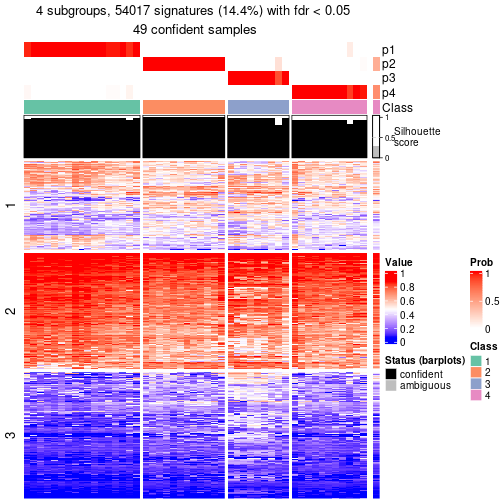 4 subgroups, 54017 signatures (14.4%) with fdr < 0.05
49 confident samples
p1
p2
p3
p4
Class
1
0.5
0
Silhouette
score
1
2
3
Value
1
0.8
0.6
0.4
0.2
0
Status (barplots)
confident
ambiguous
Prob
1
0.5
0
Class
1
2
3
4